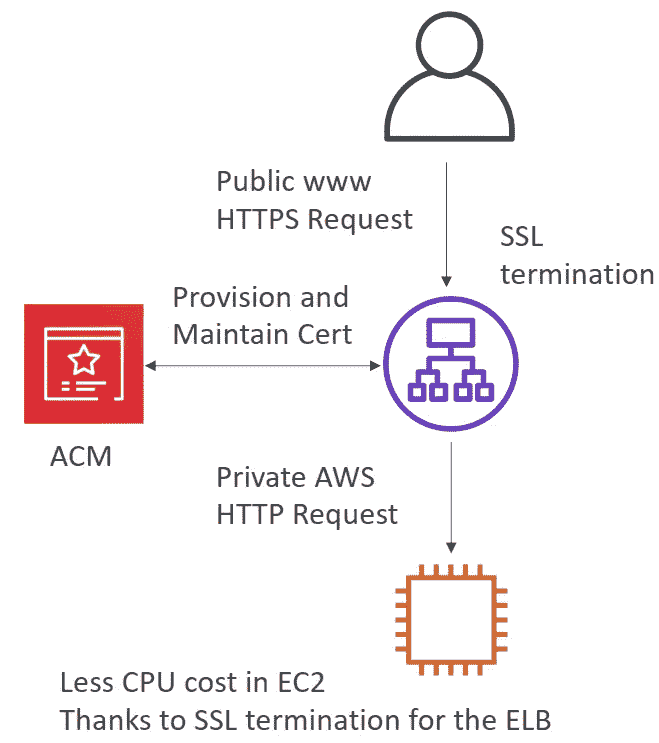 Public www
HTTPS Request
SSL
termination
Provision and
Maintain Cert
ACM
Private AWS
HTTP Request
Less CPU cost in EC2
Thanks to SSL termination for the ELB